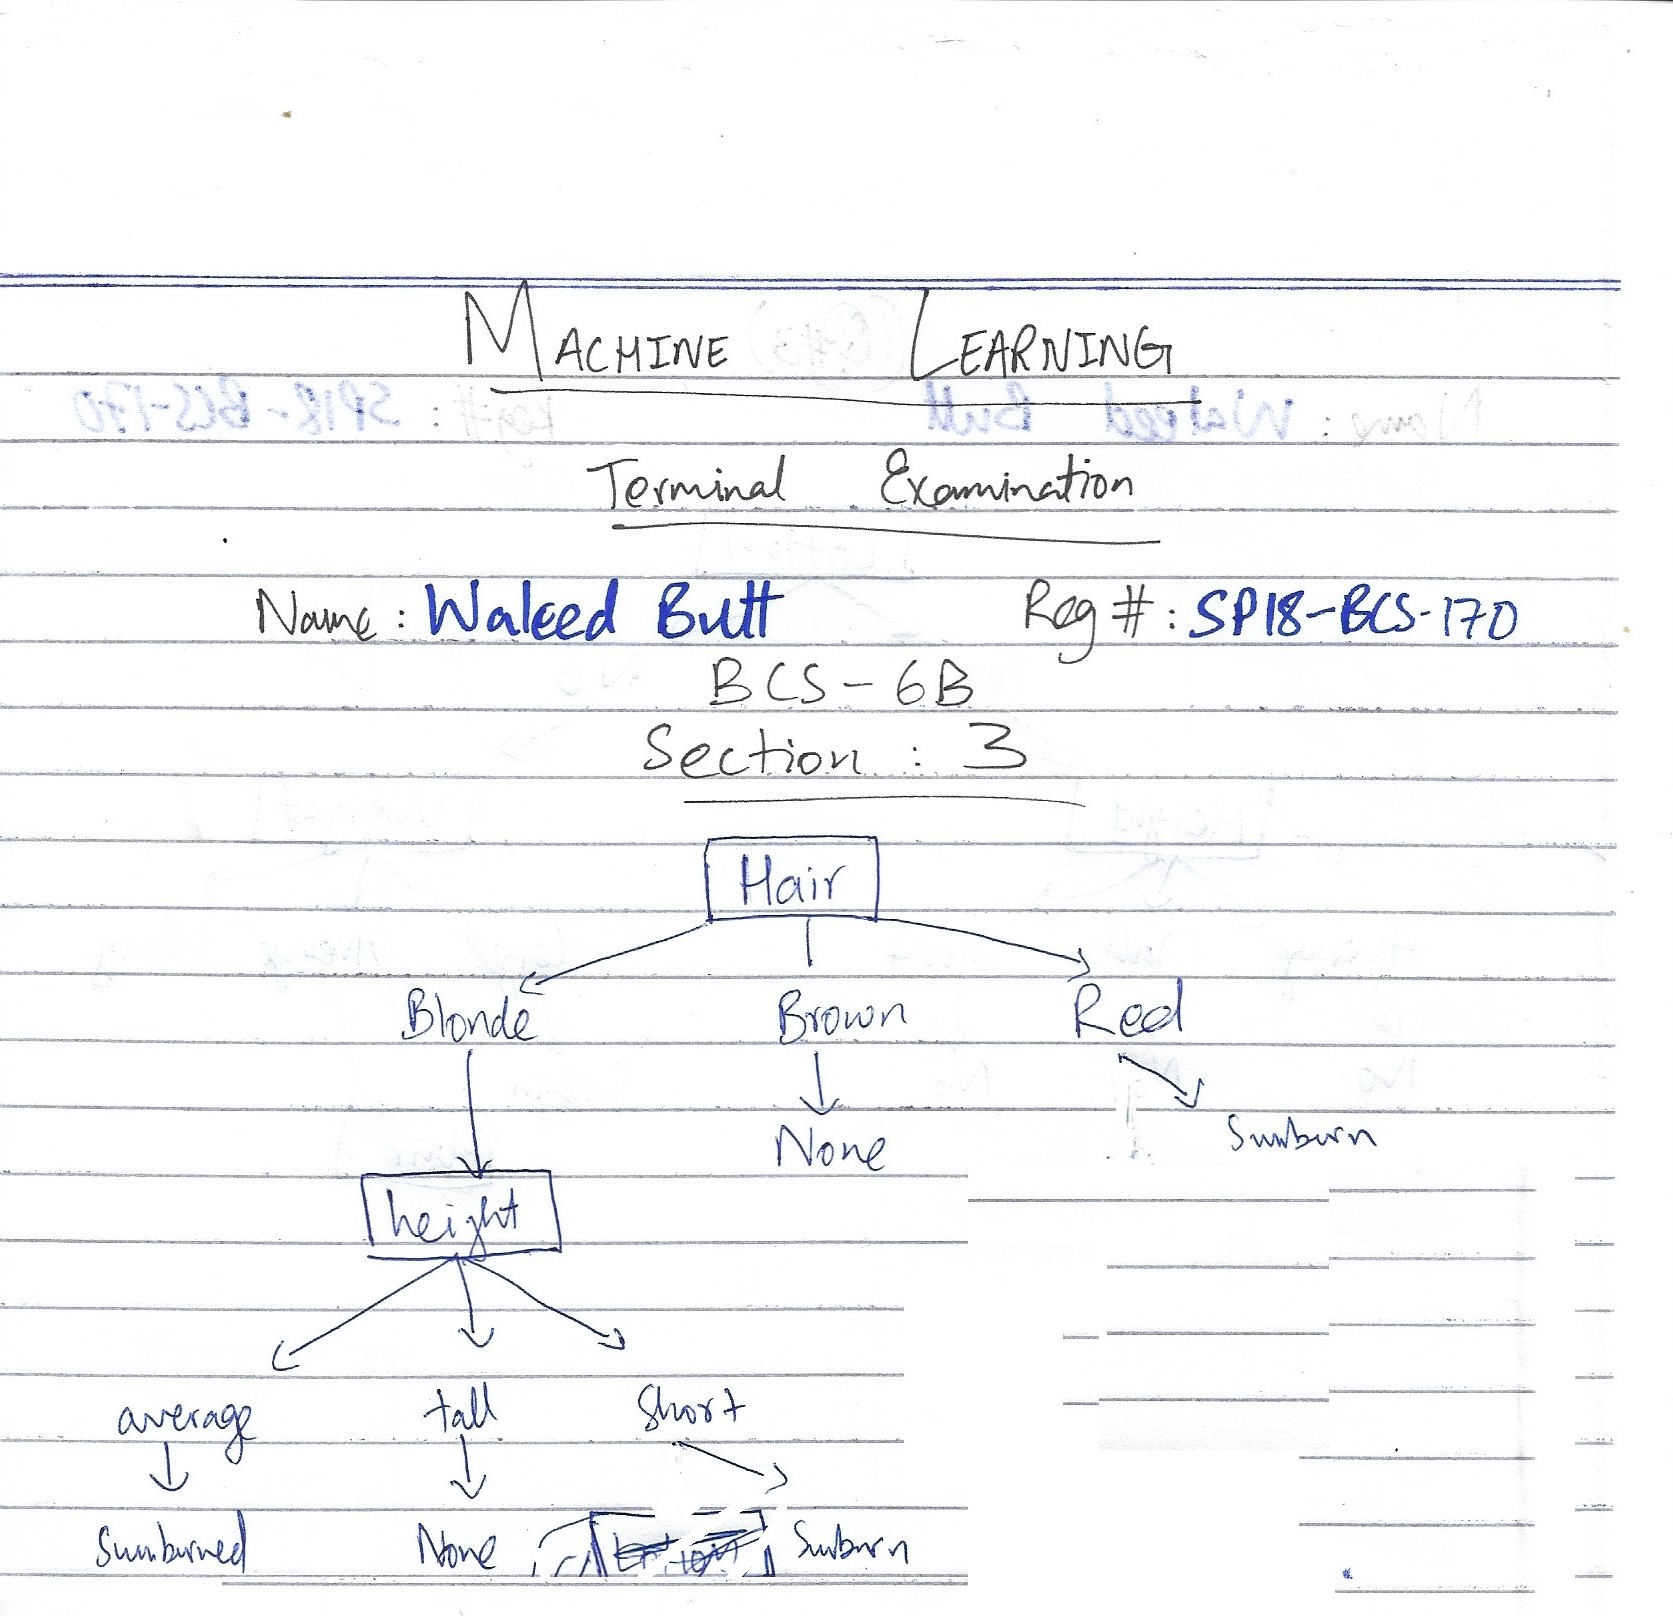 MACHINE LEARNING
Terminal Examination
Name : Waleed Butt Reg # : SP18-BCS-170
BCS - 6B
Section : 3
Hair
Blonde Brown Red
None Sunburn
height
average tall Short
Sunburned None Sunburn